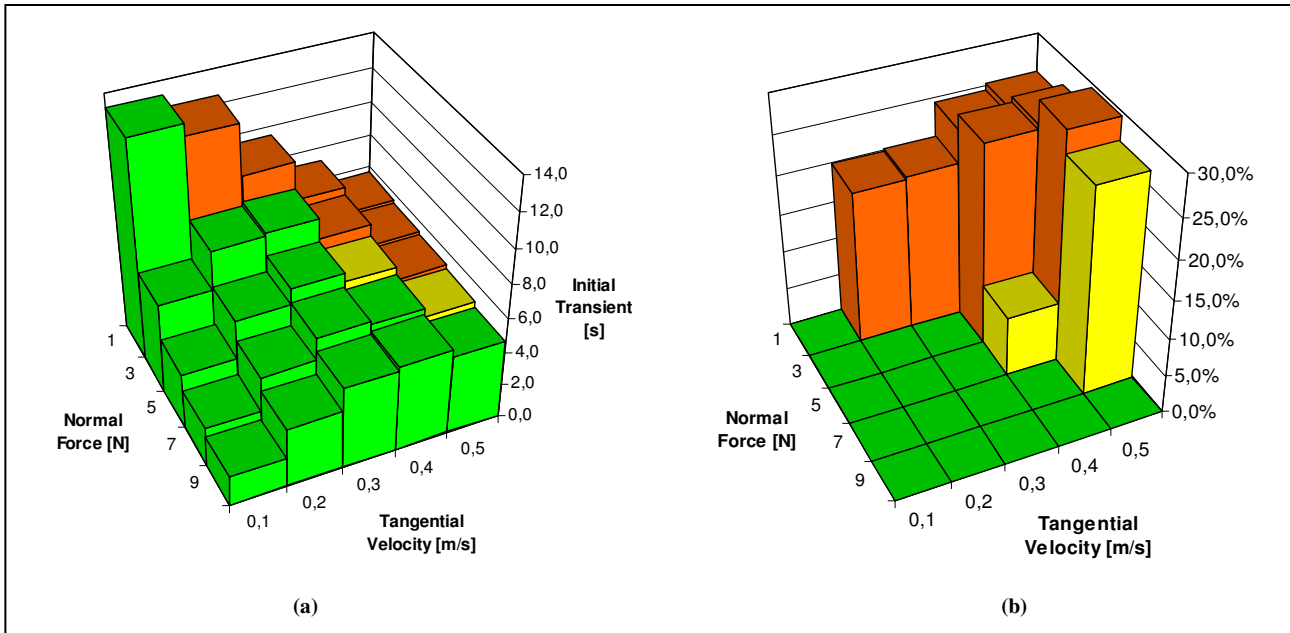 14,0
12,0
10,0
8,0
6,0
4,0
2,0
0,0
Initial
Transient
[s]
1
3
5
7
9
Normal
Force [N]
0,1
0,2
0,3
0,4
0,5
Tangential
Velocity [m/s]
(a)
30,0%
25,0%
20,0%
15,0%
10,0%
5,0%
0,0%
1
3
5
7
9
Normal
Force [N]
0,1
0,2
0,3
0,4
0,5
Tangential
Velocity [m/s]
(b)